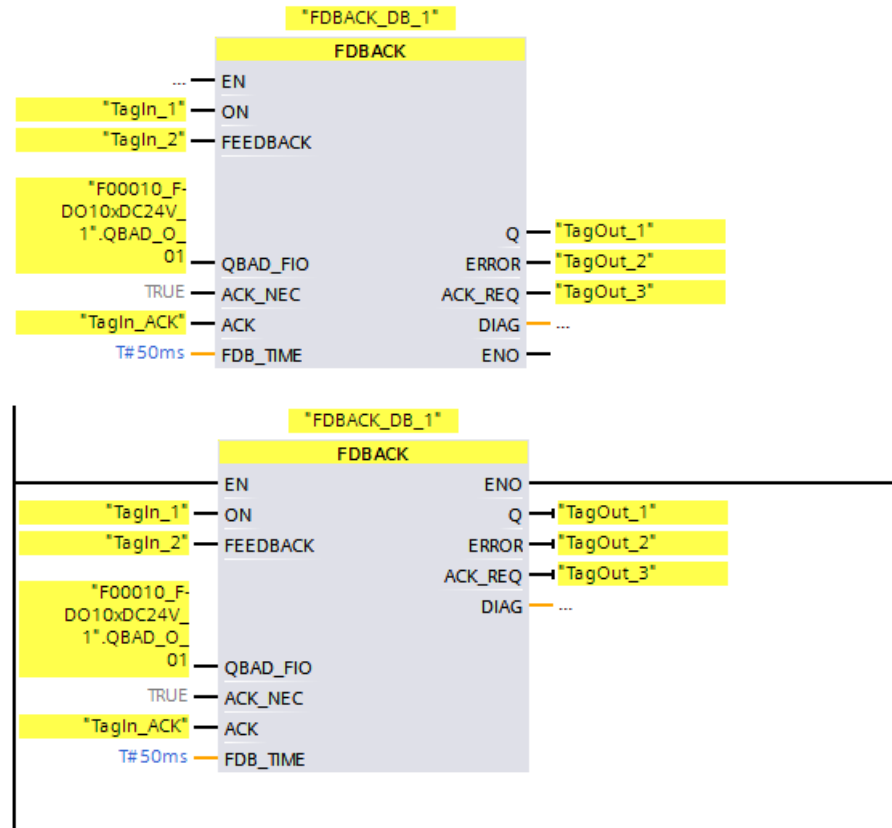 "FDBACK_DB_1"
FDBACK
... EN
"TagIn_1" ON
"TagIn_2" FEEDBACK
"F00010_F-
DO10xDC24V_
1".QBAD_O_
01 QBAD_FIO
Q "TagOut_1"
ERROR "TagOut_2"
TRUE ACK_NEC ACK_REQ "TagOut_3"
"TagIn_ACK" ACK DIAG ...
T#50ms FDB_TIME ENO
"FDBACK_DB_1"
FDBACK
EN ENO
"TagIn_1" ON Q "TagOut_1"
"TagIn_2" FEEDBACK ERROR "TagOut_2"
ACK_REQ "TagOut_3"
"F00010_F-
DO10xDC24V_
1".QBAD_O_
01 QBAD_FIO
DIAG ...
TRUE ACK_NEC
"TagIn_ACK" ACK
T#50ms FDB_TIME